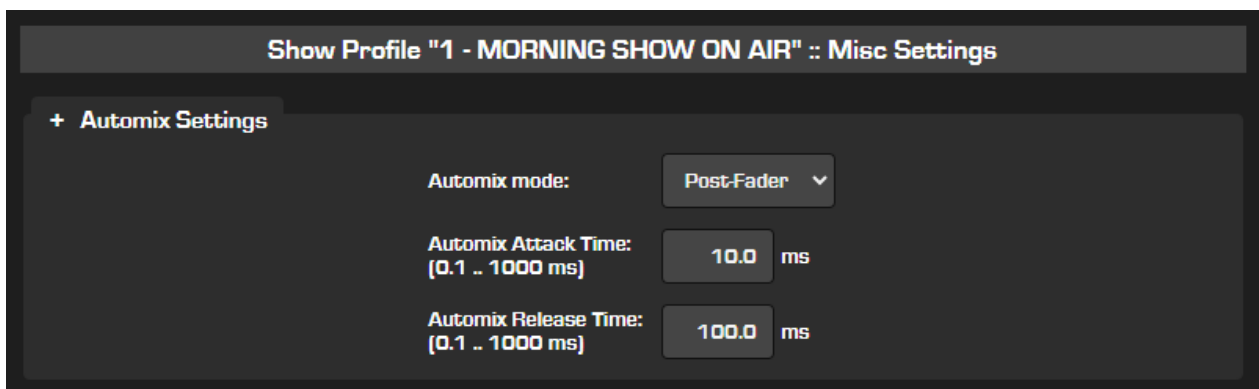 Show Profile "1 - MORNING SHOW ON AIR" :: Misc Settings
+ Automix Settings
Automix mode: Post-Fader
Automix Attack Time:
(0.1 .. 1000 ms) 10.0 ms
Automix Release Time:
(0.1 .. 1000 ms) 100.0 ms